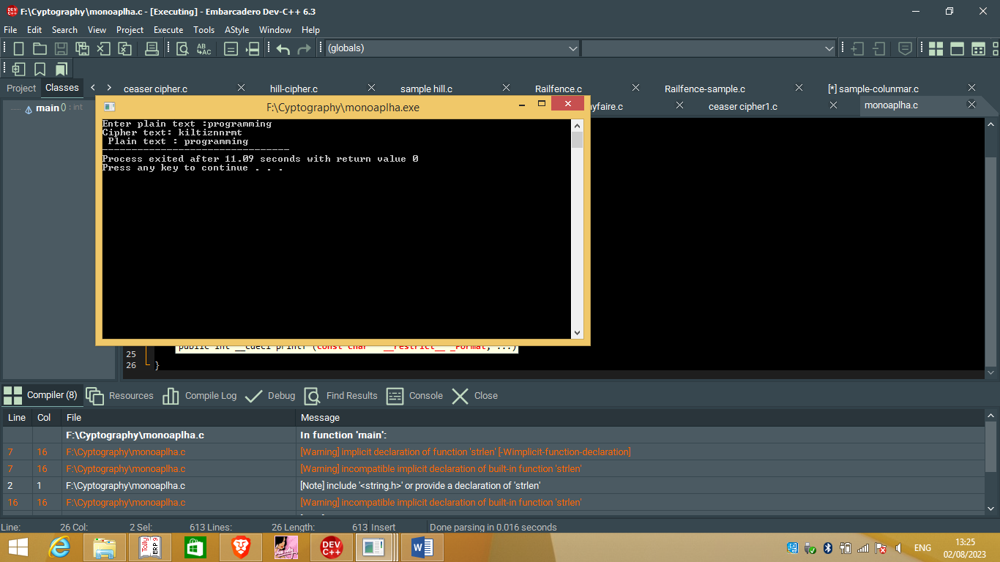 F:\Cyptography\monoaplha.c - [Executing] - Embarcadero Dev-C++ 6.3
File Edit Search View Project Execute Tools AStyle Window Help
(globals)
Project Classes
ceaser cipher.c hill-cipher.c sample hill.c Railfence.c Railfence-sample.c [*] sample-colunmar.c
yfaire.c ceaser cipher1.c monoaplha.c
main() : int
F:\Cyptography\monoaplha.exe
Enter plain text :programming
Cipher text: kiltiznnrmt
Plain text : programming
--------------------------------
Process exited after 11.09 seconds with return value 0
Press any key to continue . . .
public int __cdecl printf (const char * __restrict__ _Format, ...)
25
26 }
Compiler (8) Resources Compile Log Debug Find Results Console Close
Line Col File Message
F:\Cyptography\monoaplha.c In function 'main':
7 16 F:\Cyptography\monoaplha.c [Warning] implicit declaration of function 'strlen' [-Wimplicit-function-declaration]
7 16 F:\Cyptography\monoaplha.c [Warning] incompatible implicit declaration of built-in function 'strlen'
2 1 F:\Cyptography\monoaplha.c [Note] include '<string.h>' or provide a declaration of 'strlen'
16 16 F:\Cyptography\monoaplha.c [Warning] incompatible implicit declaration of built-in function 'strlen'
Line: 26 Col: 2 Sel: 613 Lines: 26 Length: 613 Insert Done parsing in 0.016 seconds
Tally ERP 9 DEV C++ ENG 13:25
02/08/2023